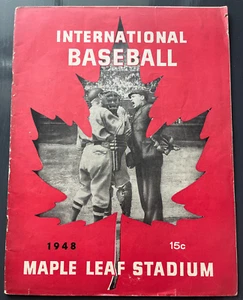 INTERNATIONAL
BASEBALL
1948 15c
MAPLE LEAF STADIUM